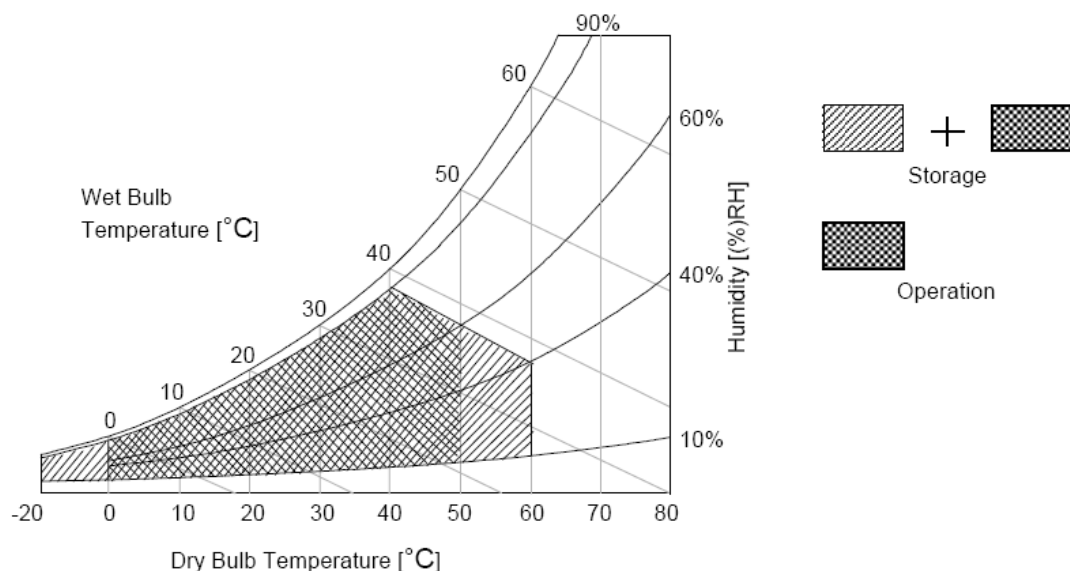 90%
60
60%
50
Wet Bulb
Temperature [°C]
Storage
40
40%
30
Humidity [(%)RH]
Operation
20
10
0
10%
-20 0 10 20 30 40 50 60 70 80
Dry Bulb Temperature [°C]